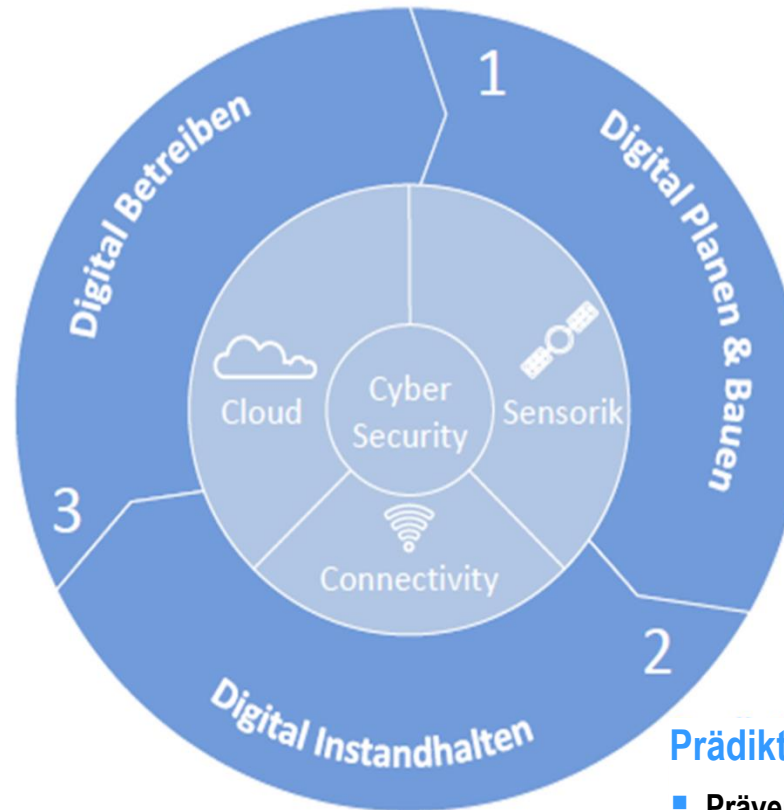 1
Digital Planen & Bauen
Digital Betreiben
Cloud
Cyber
Security
Sensorik
Connectivity
3
2
Digital Instandhalten